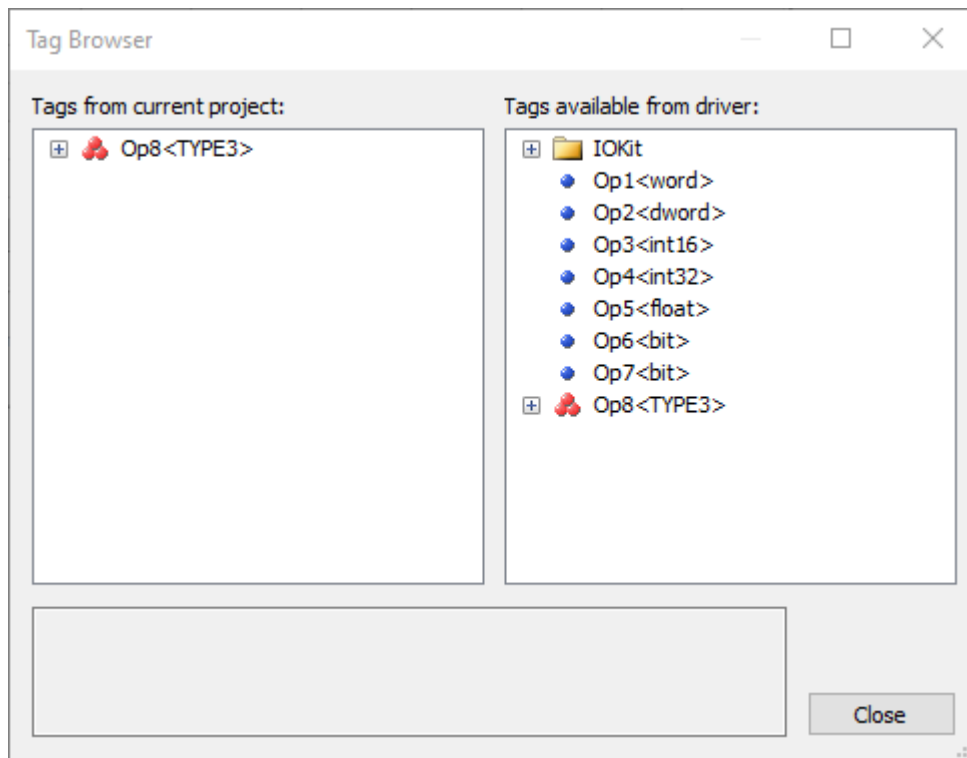 Tag Browser
Tags from current project:
Op8<TYPE3>
Tags available from driver:
IOKit
Op1<word>
Op2<dword>
Op3<int16>
Op4<int32>
Op5<float>
Op6<bit>
Op7<bit>
Op8<TYPE3>
Close